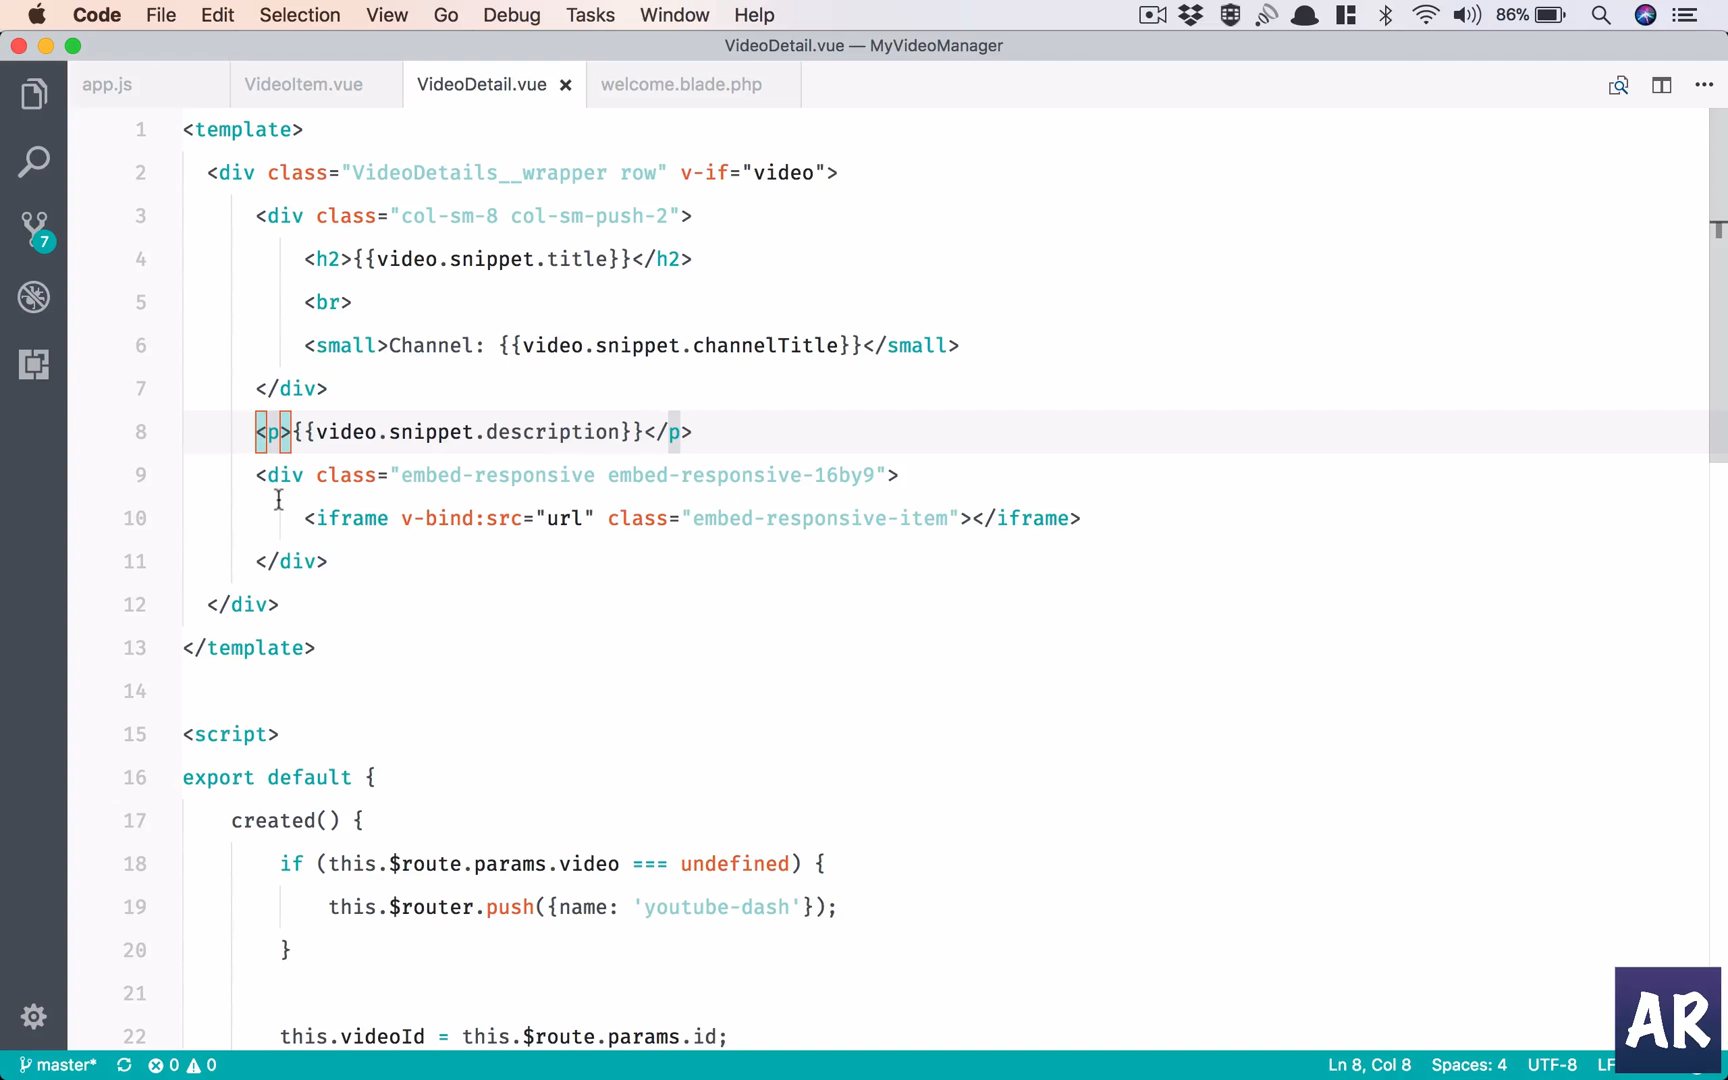 Code File Edit Selection View Go Debug Tasks Window Help 86%
VideoDetail.vue — MyVideoManager
app.js VideoItem.vue VideoDetail.vue × welcome.blade.php
1 <template>
2 <div class="VideoDetails__wrapper row" v-if="video">
3 <div class="col-sm-8 col-sm-push-2">
4 <h2>{{video.snippet.title}}</h2>
5 <br>
6 <small>Channel: {{video.snippet.channelTitle}}</small>
7 </div>
8 <p>{{video.snippet.description}}</p>
9 <div class="embed-responsive embed-responsive-16by9">
10 <iframe v-bind:src="url" class="embed-responsive-item"></iframe>
11 </div>
12 </div>
13 </template>
14
15 <script>
16 export default {
17 created() {
18 if (this.$route.params.video === undefined) {
19 this.$router.push({name: 'youtube-dash'});
20 }
21
22 this.videoId = this.$route.params.id;
7
AR
master* 0 0 Ln 8, Col 8 Spaces: 4 UTF-8 LF